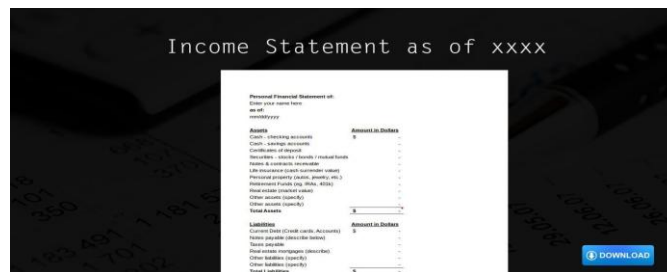 Income Statement as of xxxx
Personal Financial Statement of:
Enter your name here
as of:
mm/dd/yyyy
Assets Amount in Dollars
Cash - checking accounts $ -
Cash - savings accounts -
Certificates of deposit -
Securities - stocks / bonds / mutual funds -
Notes & contracts receivable -
Life insurance (cash surrender value) -
Personal property (autos, jewelry, etc.) -
Retirement Funds (eg. IRAs, 401k) -
Real estate (market value) -
Other assets (specify) -
Other assets (specify) -
Total Assets $ -
Liabilities Amount in Dollars
Current Debt (Credit cards, Accounts) $ -
Notes payable (describe below) -
Taxes payable -
Real estate mortgages (describe) -
Other liabilities (specify) -
Other liabilities (specify) -
Total Liabilities $ -
DOWNLOAD